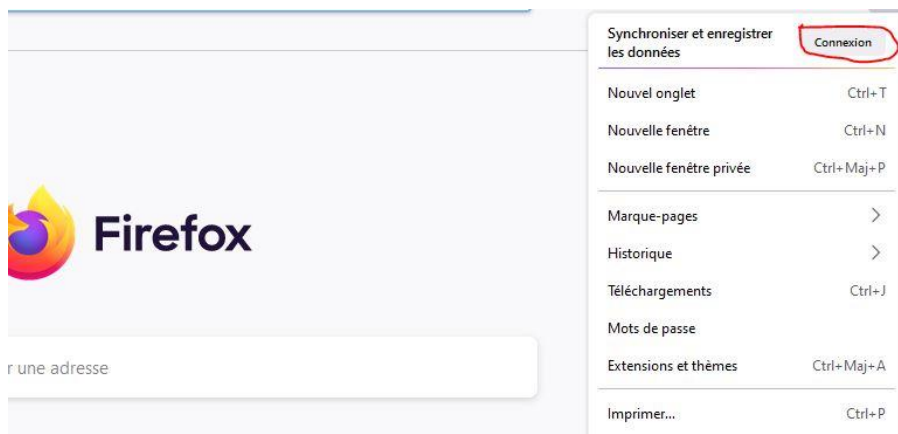 Synchroniser et enregistrer
les données
Connexion
Nouvel onglet Ctrl+T
Nouvelle fenêtre Ctrl+N
Nouvelle fenêtre privée Ctrl+Maj+P
Marque-pages
Historique
Téléchargements Ctrl+J
Mots de passe
Extensions et thèmes Ctrl+Maj+A
Imprimer... Ctrl+P
Firefox
r une adresse